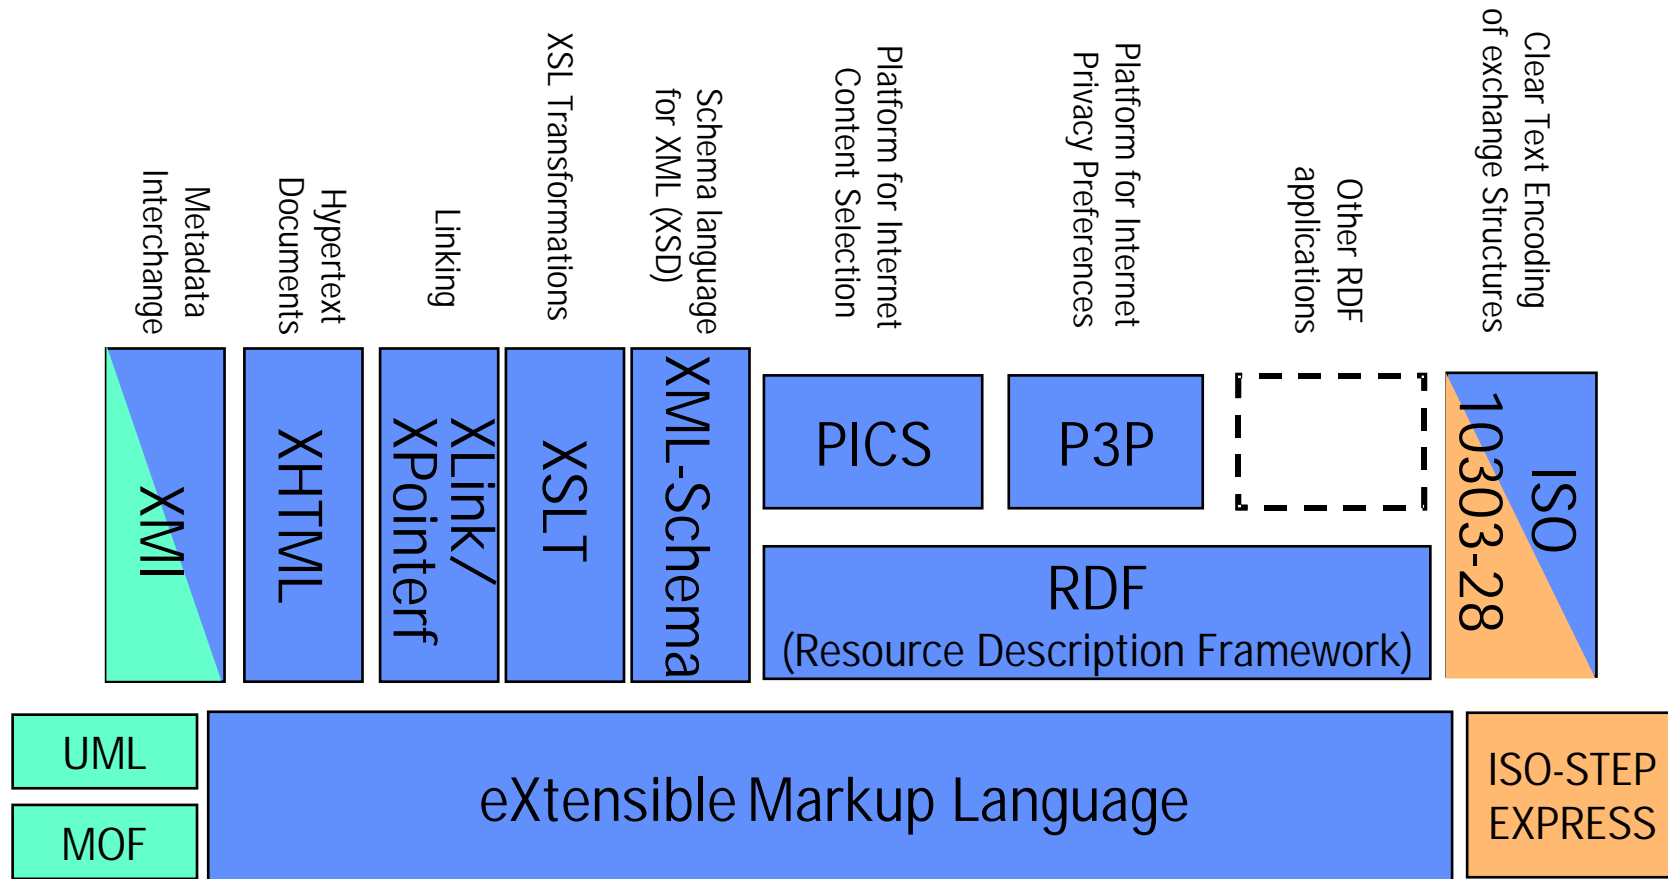 Metadata
Interchange
Hypertext
Documents
Linking
XSL Transformations
Schema language
for XML (XSD)
Platform for Internet
Content Selection
Platform for Internet
Privacy Preferences
Other RDF
applications
Clear Text Encoding
of exchange Structures
XMI
XHTML
XLink/
XPointerf
XSLT
XML-Schema
PICS
P3P
ISO
10303-28
RDF
(Resource Description Framework)
UML
MOF
eXtensible Markup Language
ISO-STEP
EXPRESS